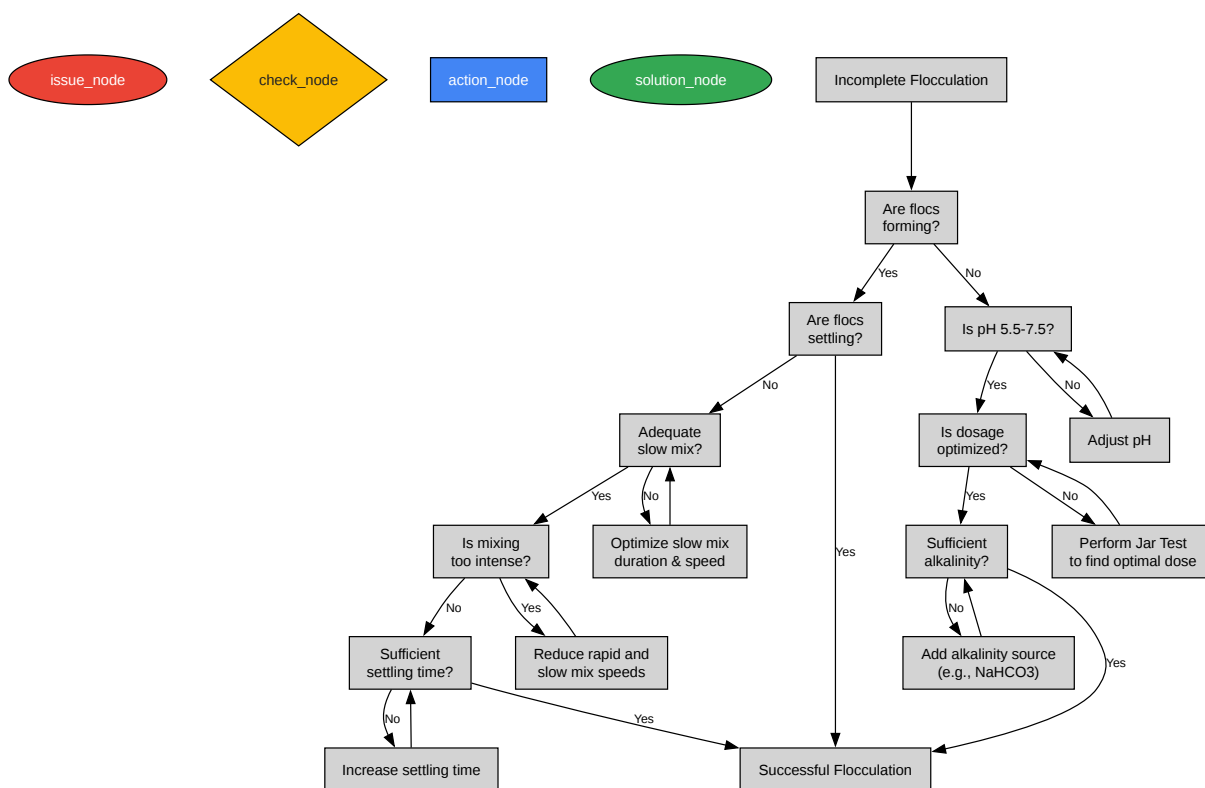 issue_node
check_node
action_node
solution_node
Incomplete Flocculation
Are flocs
forming?
Yes
No
Are flocs
settling?
Is pH 5.5-7.5?
No
Yes
No
Adequate
slow mix?
Is dosage
optimized?
Adjust pH
Yes
No
Yes
Yes
No
Is mixing
too intense?
Optimize slow mix
duration & speed
Sufficient
alkalinity?
Perform Jar Test
to find optimal dose
No
Yes
No
Sufficient
settling time?
Reduce rapid and
slow mix speeds
Add alkalinity source
(e.g., NaHCO3)
Yes
No
Yes
Increase settling time
Successful Flocculation